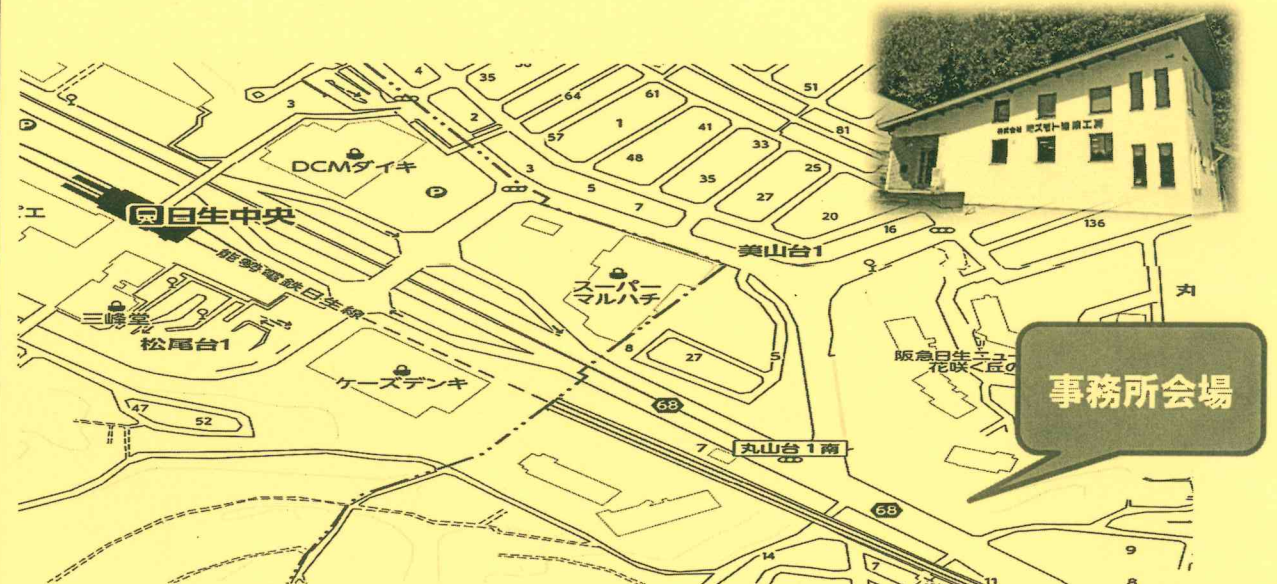 4
35
3
2
64
61
51
57
1
41
81
33
DCMダイキ
48
3
25
5
35
27
7
20
日生中央
16
136
美山台1
能勢電鉄日生線
スーパー
マルハチ
丸
三峰堂
松尾台1
8
27
5
阪急日生ニュー
花咲く丘の
ケーズデンキ
事務所会場
47
52
68
7
丸山台1南
68
14
7
11
9
8
株式会社